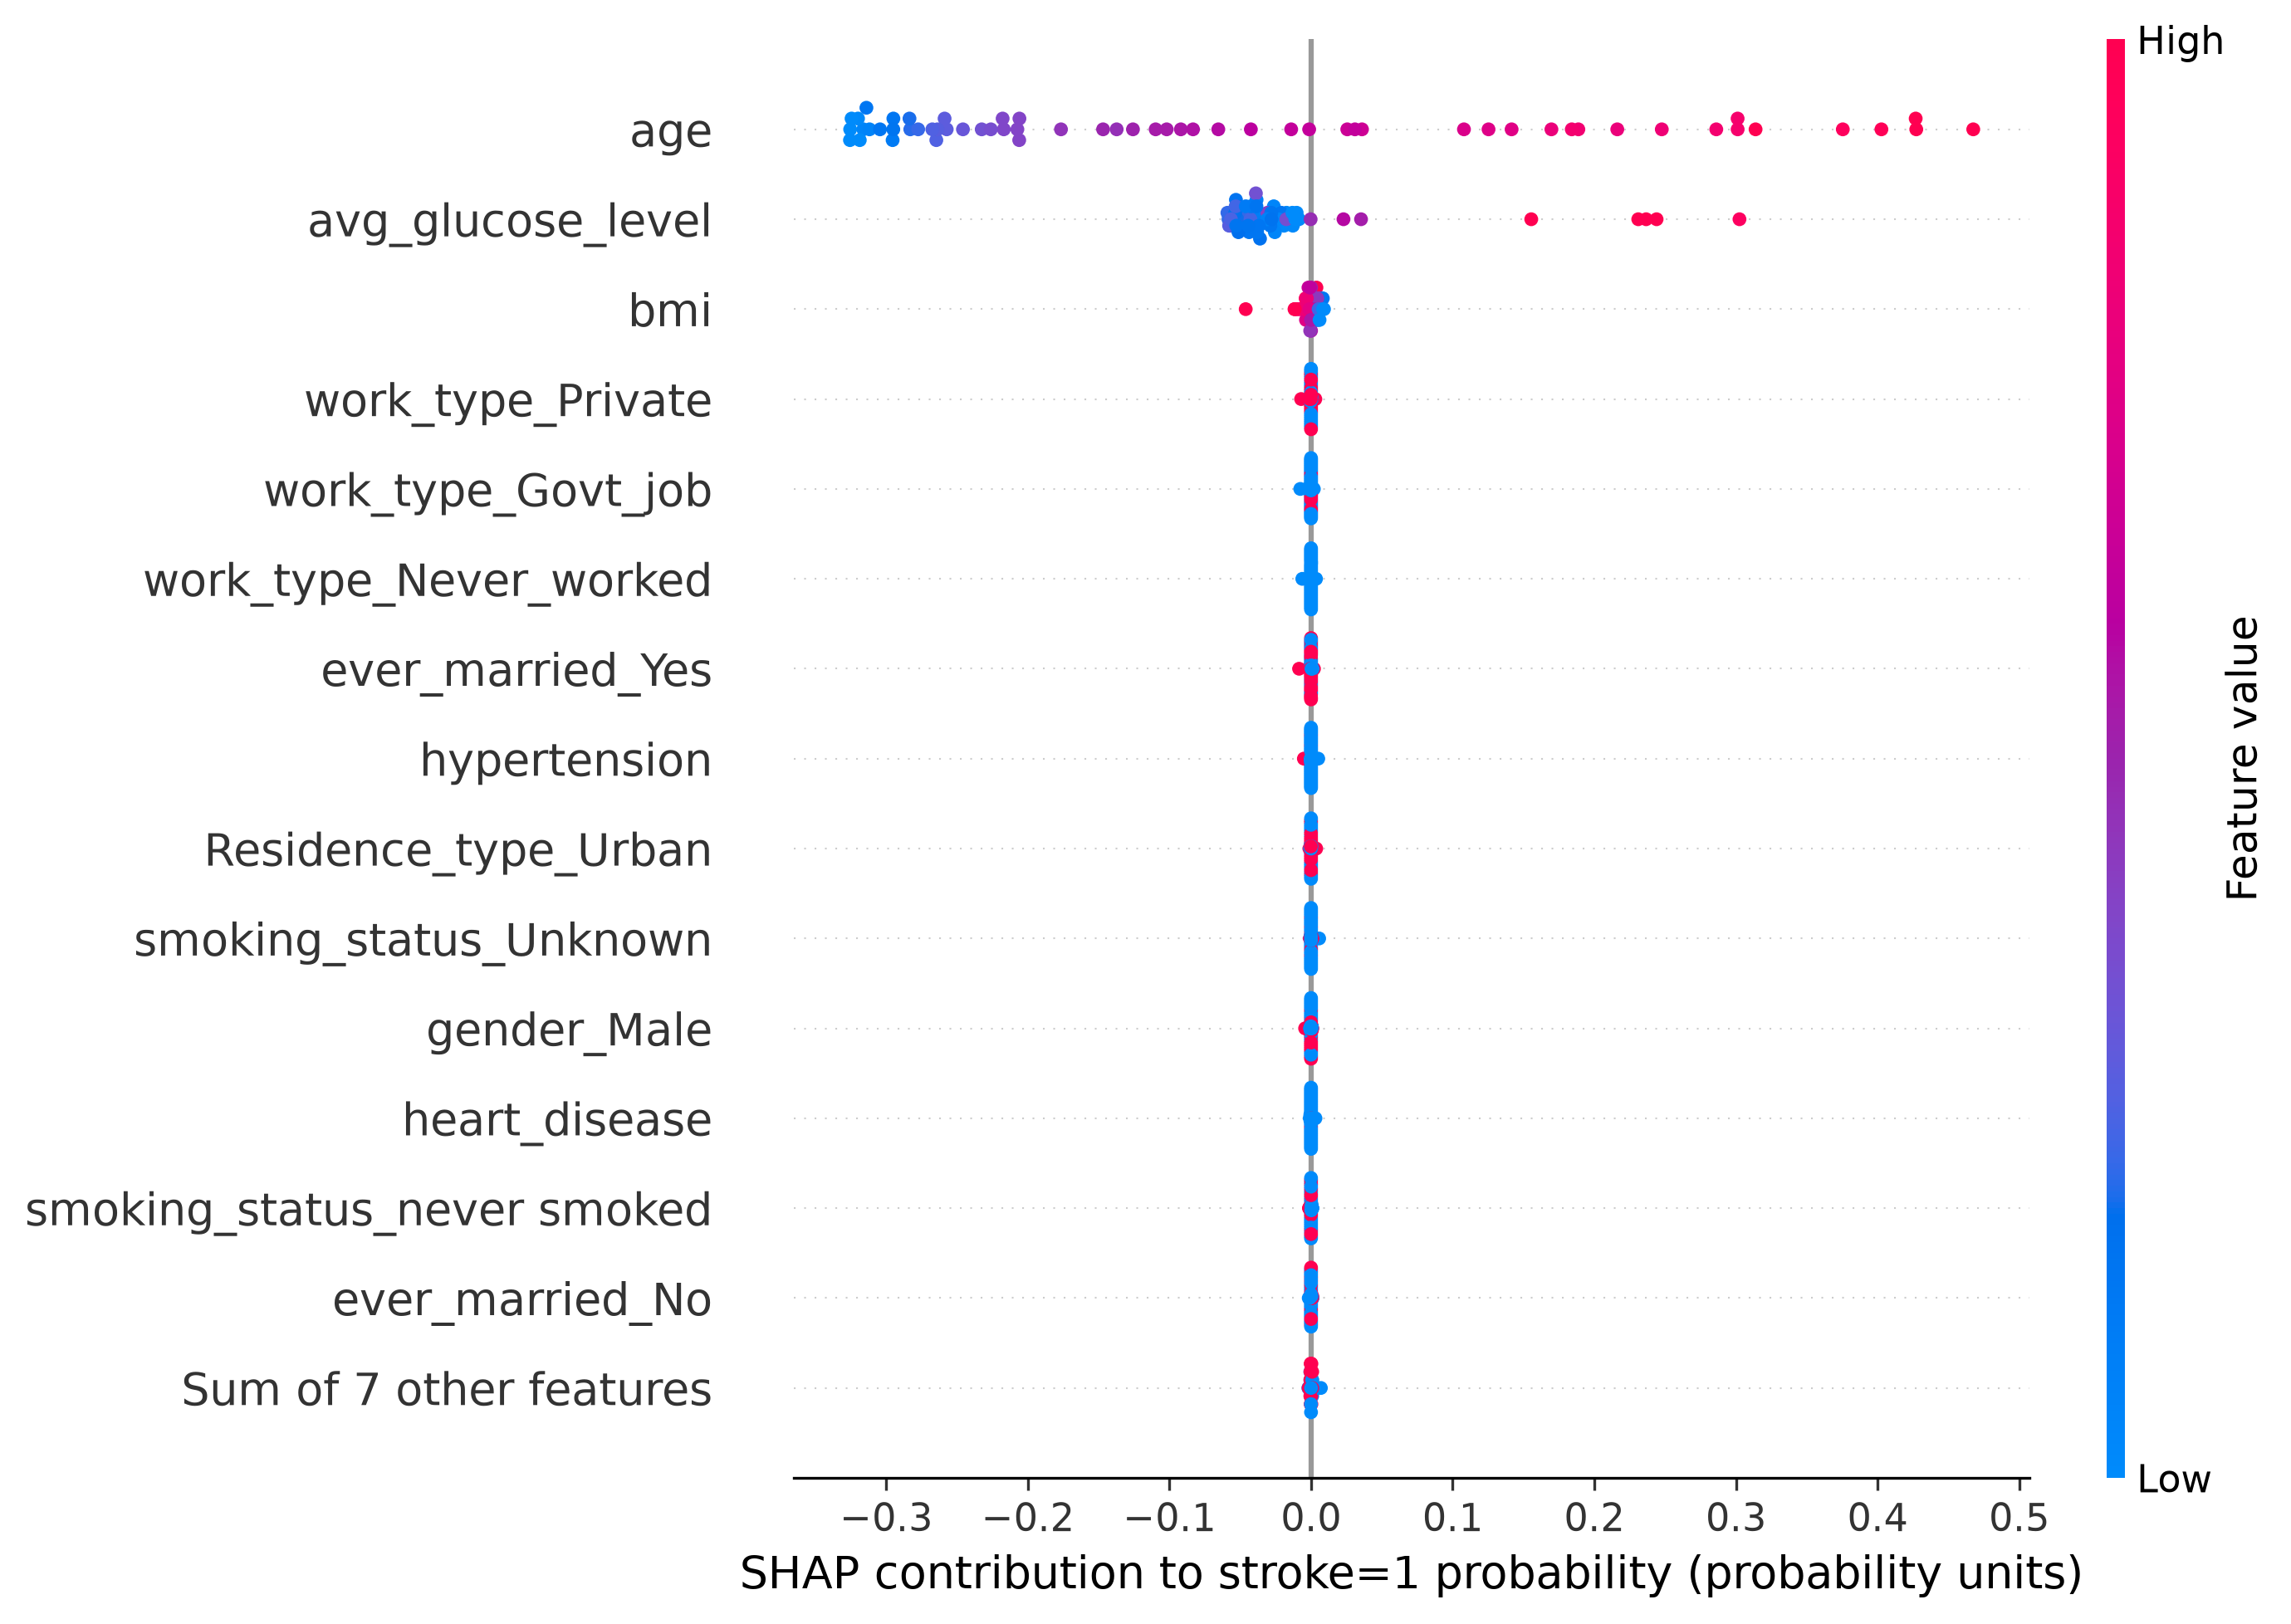 High
age
avg_glucose_level
bmi
work_type_Private
work_type_Govt_job
work_type_Never_worked
ever_married_Yes
hypertension
Residence_type_Urban
smoking_status_Unknown
gender_Male
heart_disease
smoking_status_never smoked
ever_married_No
Sum of 7 other features
Feature value
Low
−0.3 −0.2 −0.1 0.0 0.1 0.2 0.3 0.4 0.5
SHAP contribution to stroke=1 probability (probability units)